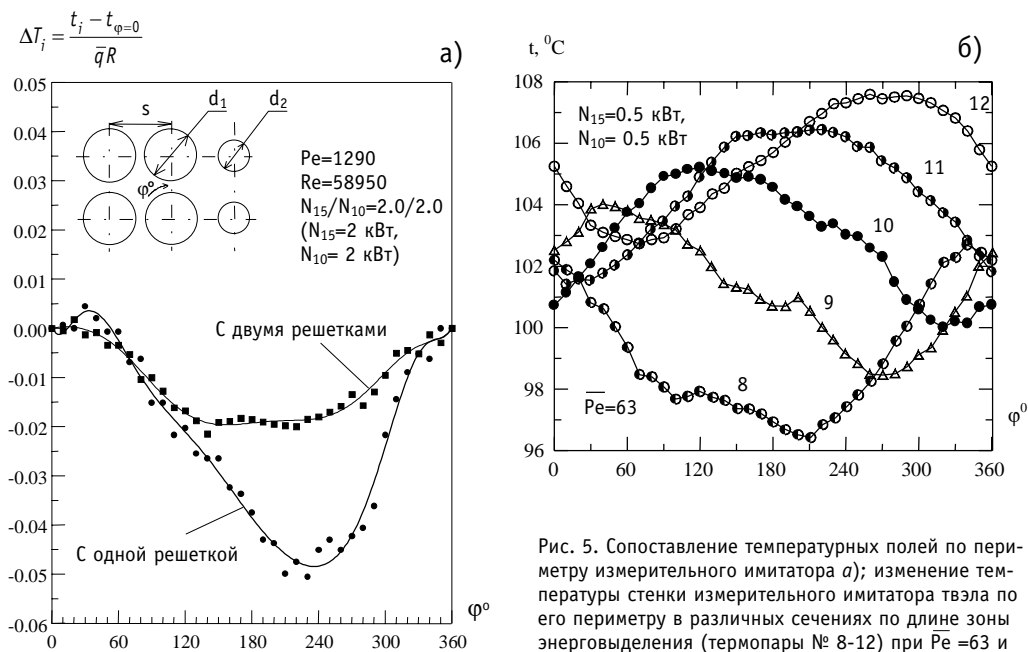 ΔT_i = (t_i – t_φ=0) / (q̄R)
а)
0.05
0.04
0.03
0.02
0.01
0.00
-0.01
-0.02
-0.03
-0.04
-0.05
-0.06
0
60
120
180
240
300
360
φ°
s
d₁
d₂
φ°
Pe=1290
Re=58950
N₁₅/N₁₀=2.0/2.0
(N₁₅=2 кВт,
N₁₀= 2 кВт)
С двумя решетками
С одной решеткой
б)
t, ⁰C
108
106
104
102
100
98
96
0
60
120
180
240
300
360
φ⁰
N₁₅=0.5 кВт,
N₁₀= 0.5 кВт
12
11
10
9
8
P̅e̅=63
Рис. 5. Сопоставление температурных полей по пери-
метру измерительного имитатора а); изменение тем-
пературы стенки измерительного имитатора твэла по
его периметру в различных сечениях по длине зоны
энерговыделения (термопары № 8-12) при P̅e̅ =63 и